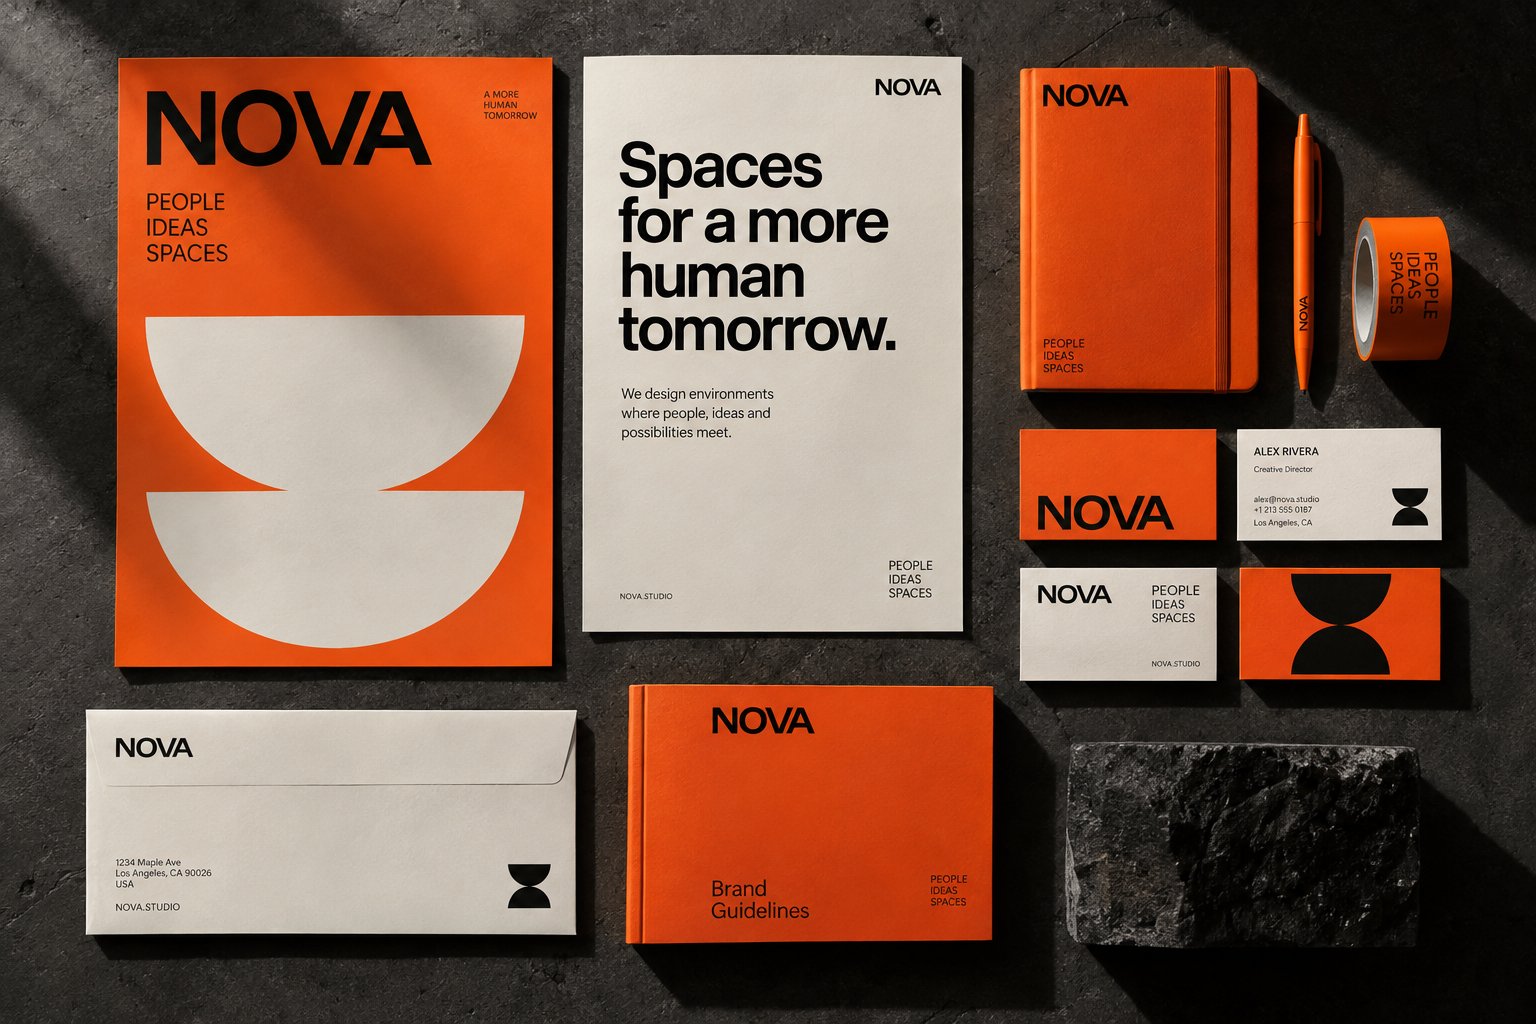 NOVA
A MORE
HUMAN
TOMORROW
PEOPLE
IDEAS
SPACES
NOVA
Spaces
for a more
human
tomorrow.
We design environments
where people, ideas and
possibilities meet.
NOVA.STUDIO
PEOPLE
IDEAS
SPACES
NOVA
PEOPLE
IDEAS
SPACES
NOVA
PEOPLE
IDEAS
SPACES
NOVA
ALEX RIVERA
Creative Director
alex@nova.studio
+1 213 555 0187
Los Angeles, CA
NOVA
PEOPLE
IDEAS
SPACES
NOVA.STUDIO
NOVA
1234 Maple Ave
Los Angeles, CA 90026
USA
NOVA.STUDIO
NOVA
Brand
Guidelines
PEOPLE
IDEAS
SPACES